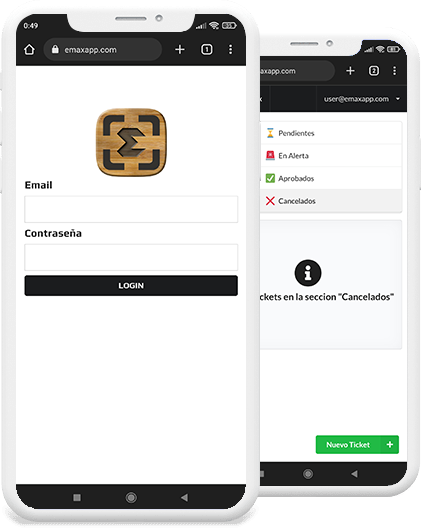 0:49
emaxapp.com
1
Email
Contraseña
LOGIN
axapp.com
2
user@emaxapp.com
Pendientes
En Alerta
Aprobados
Cancelados
ckets en la seccion "Cancelados"
Nuevo Ticket +